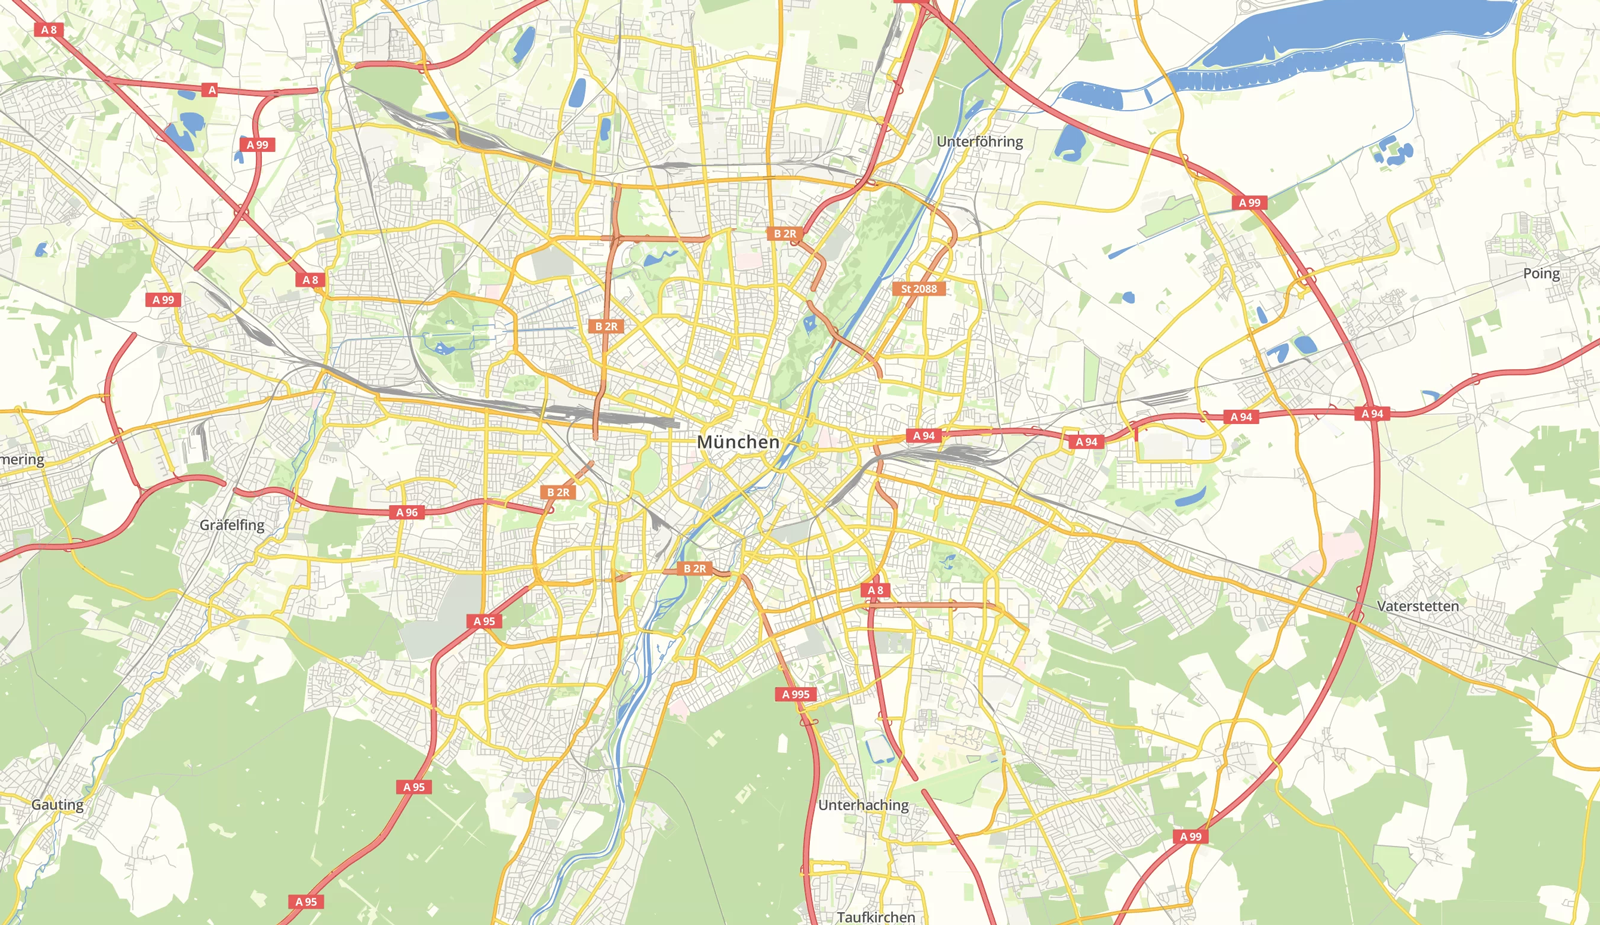 A 8
A
A 99
Unterföhring
A 99
B 2R
Poing
A 8
St 2088
A 99
B 2R
A 94
A 94
A 94
A 94
München
mering
B 2R
A 96
Gräfelfing
B 2R
A 8
Vaterstetten
A 95
A 995
A 95
Gauting
Unterhaching
A 99
A 95
Taufkirchen